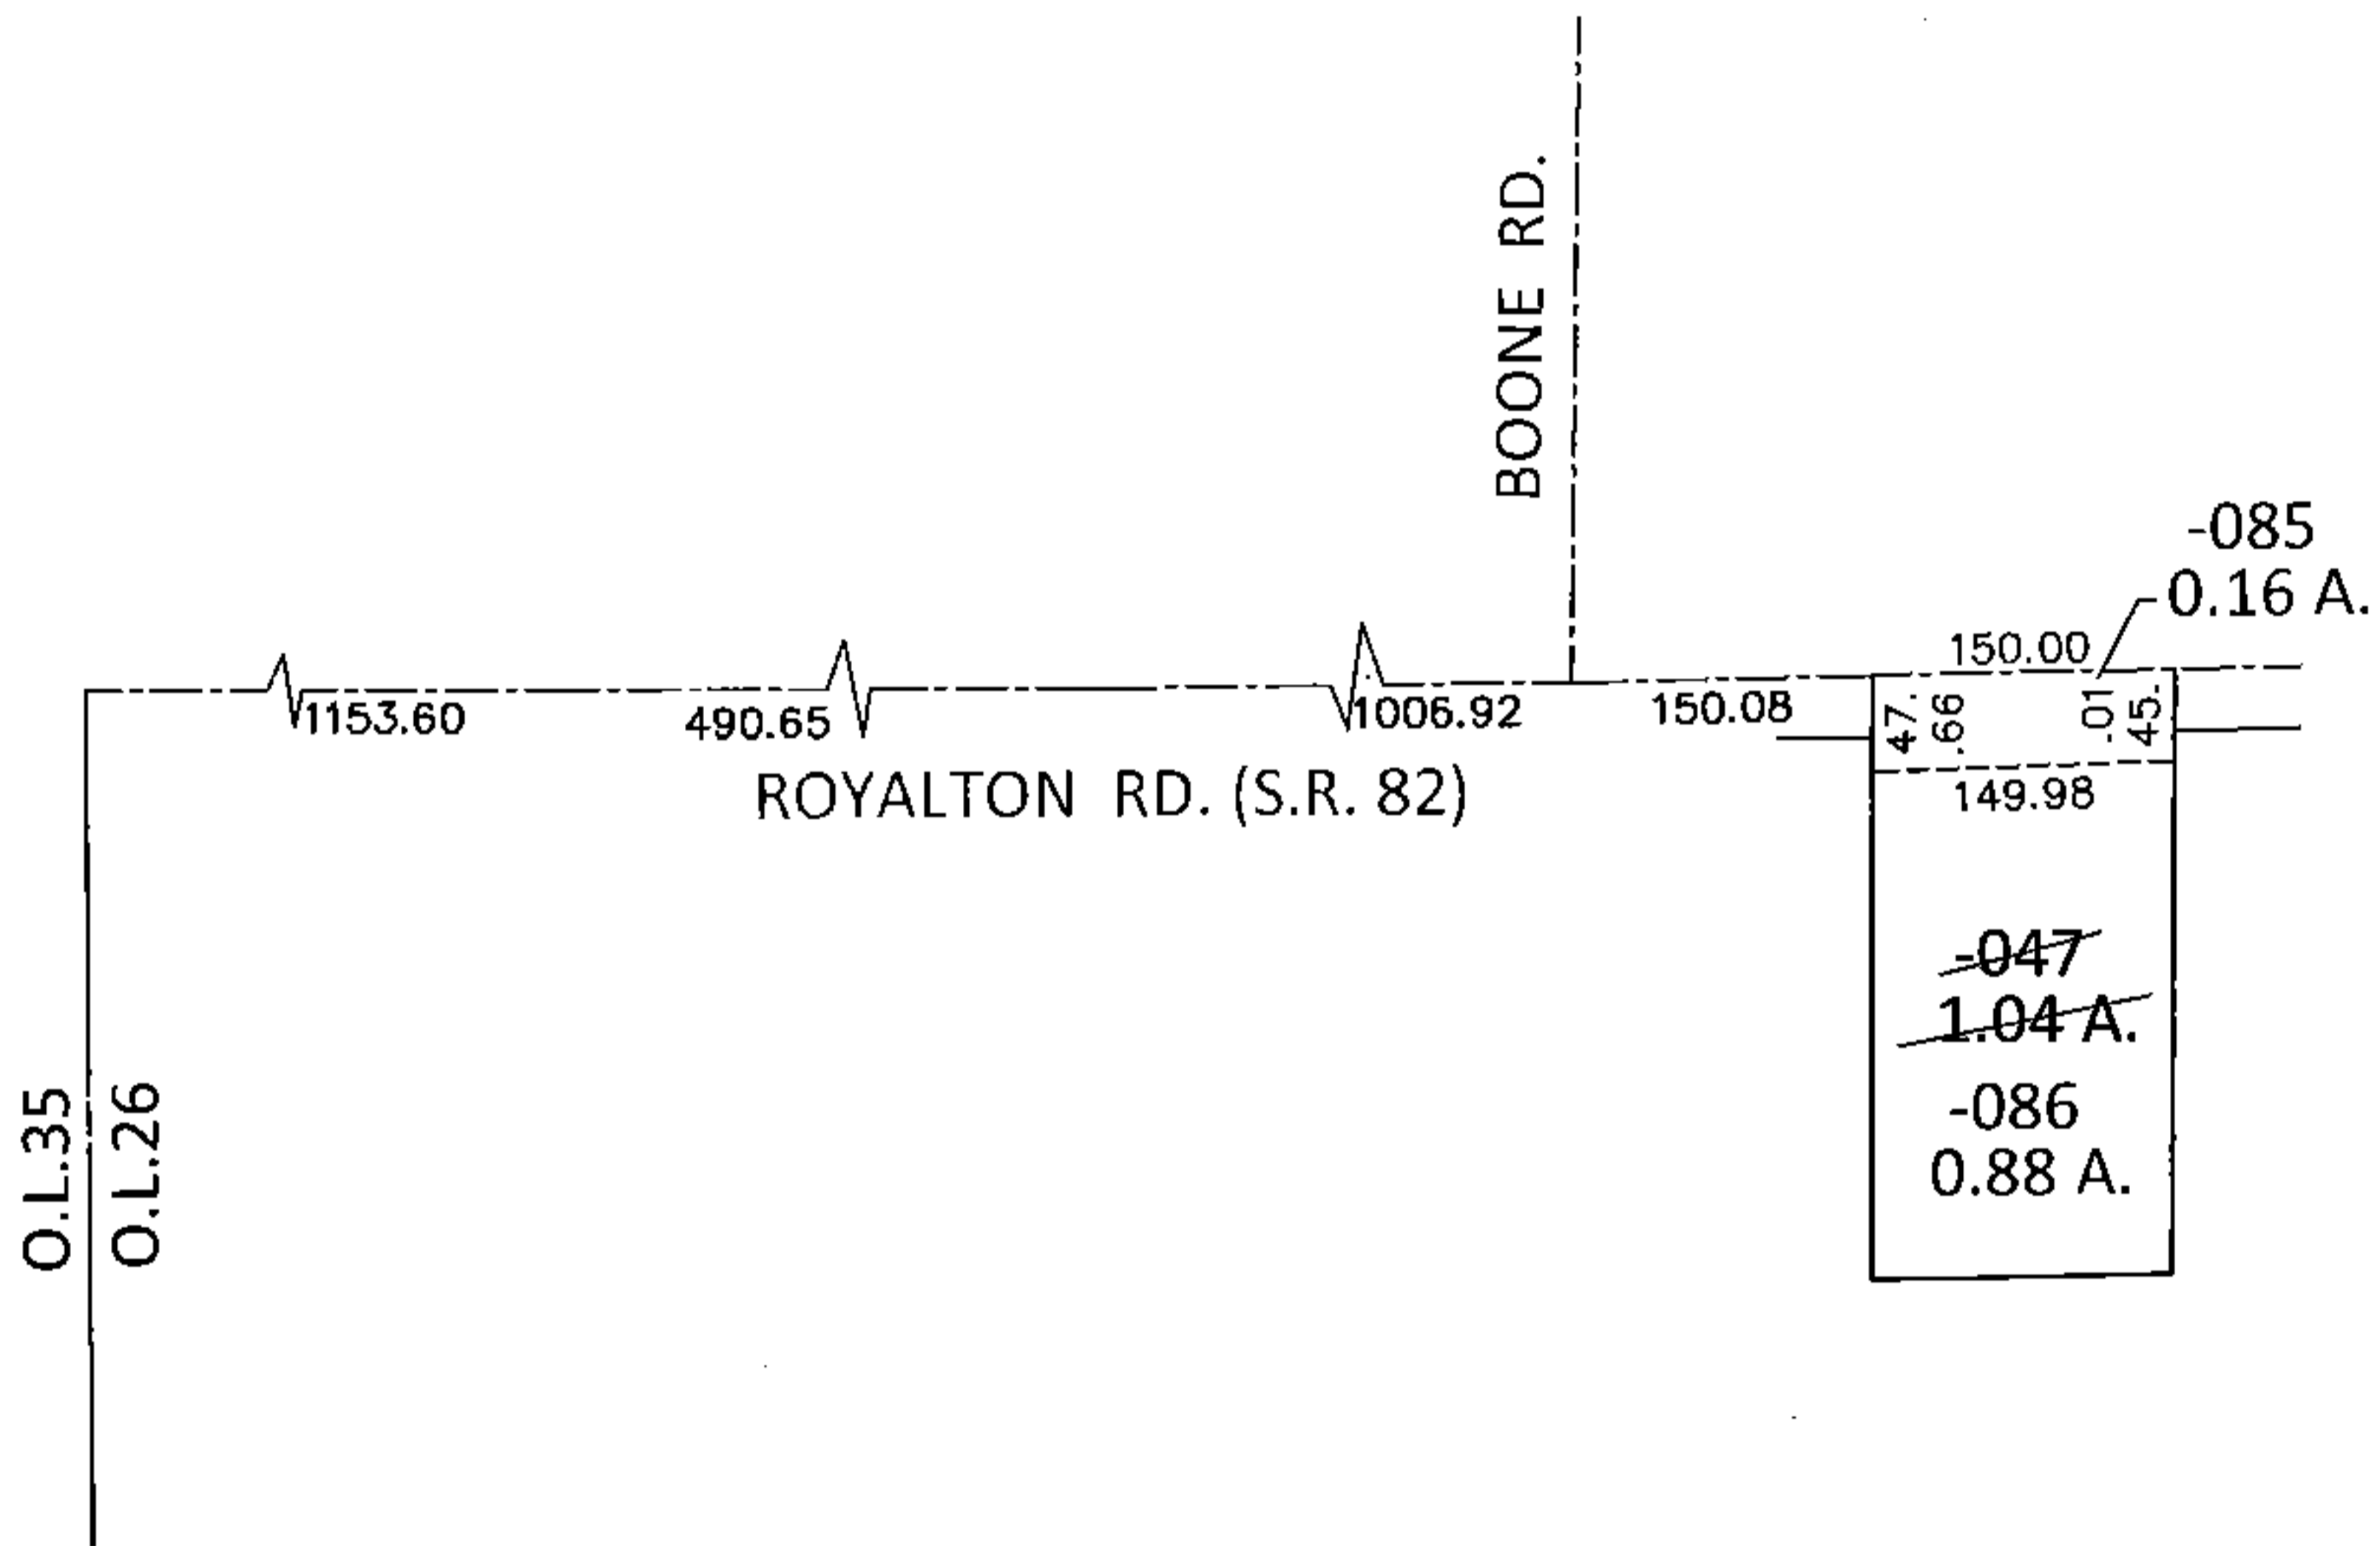 BOONE RD.
-085
0.16 A.
150.00
1153.60
490.65
1006.92
150.08
47.
.66
.01
45.
ROYALTON RD. (S.R. 82)
149.98
-047
1.04 A.
-086
0.88 A.
O.L.35
O.L.26